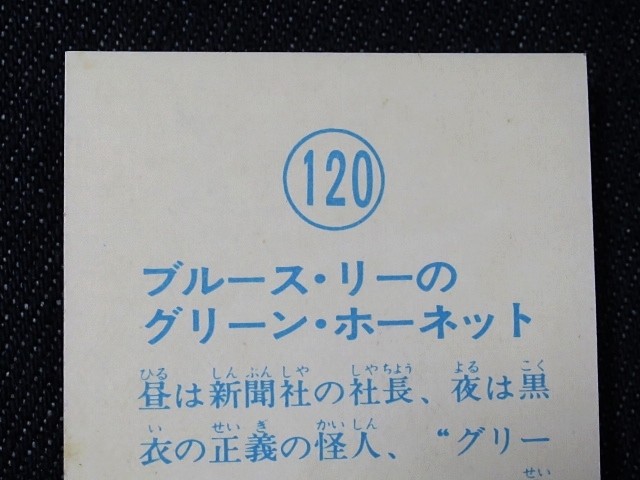 120
ブルース・リーの
グリーン・ホーネット
ひる しんぶんしゃ しゃちょう よる こく
昼は新聞社の社長、夜は黒
い せいぎ かいしん
衣の正義の怪人、“グリー
せい